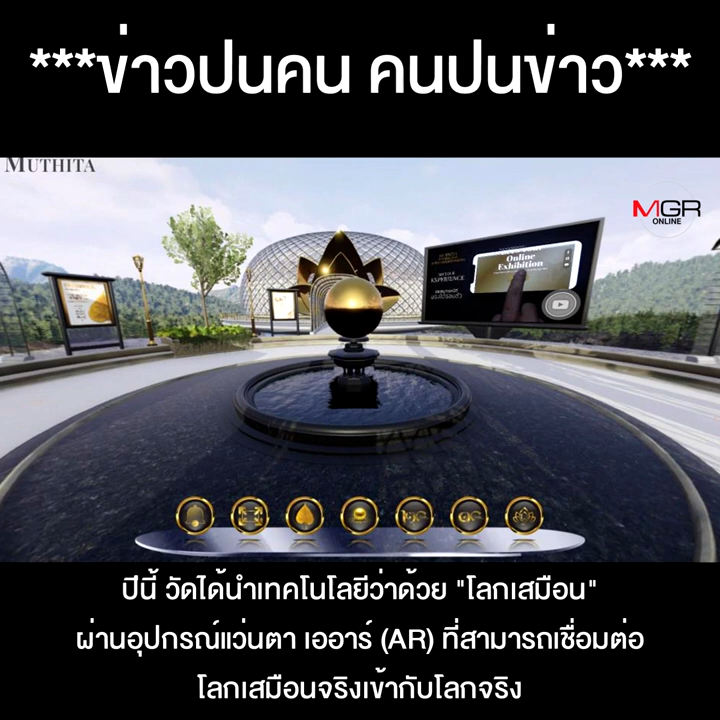 ***ข่าวปนคน คนปนข่าว***
MUTHITA
MGR
ONLINE
Online
Exhibition
EXPERIENCE
ปีนี้ วัดได้นำเทคโนโลยีว่าด้วย "โลกเสมือน"
ผ่านอุปกรณ์แว่นตา เออาร์ (AR) ที่สามารถเชื่อมต่อ
โลกเสมือนจริงเข้ากับโลกจริง